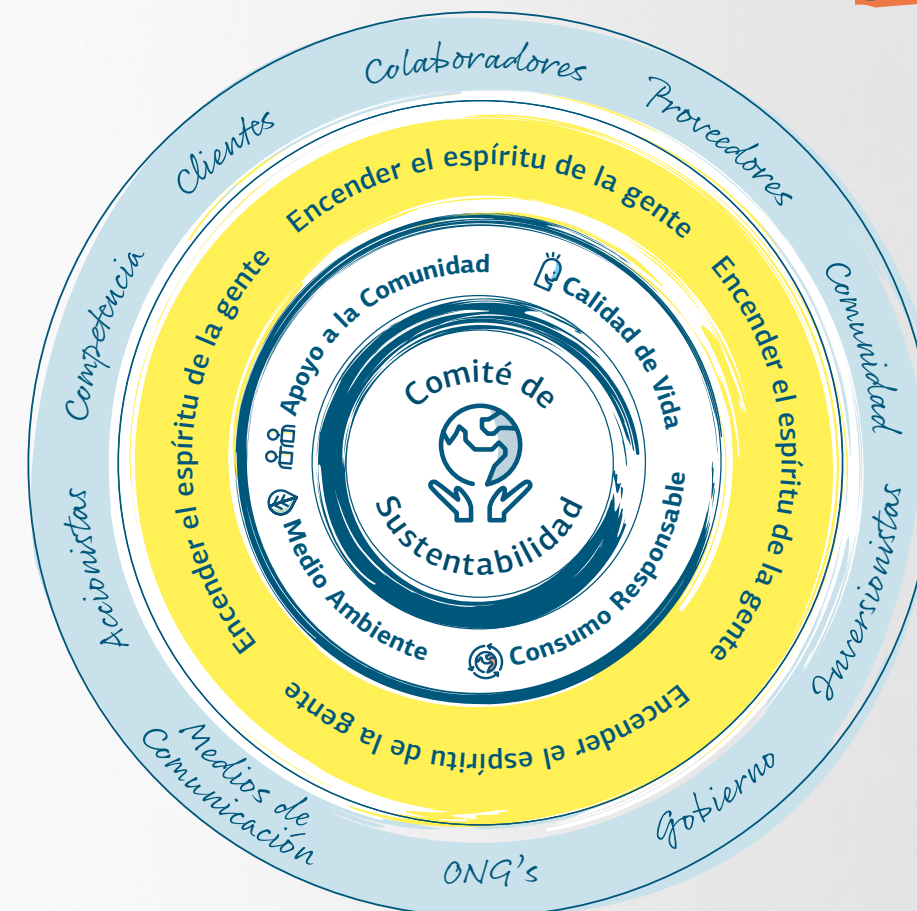 Colaboradores
Proveedores
Comunidad
Inversionistas
Gobierno
ONG's
Medios de
Comunicación
Accionistas
Competencia
Clientes
Encender el espíritu de la gente
Encender el espíritu de la gente
Encender el espíritu de la gente
Encender el espíritu de la gente
Apoyo a la Comunidad
Calidad de Vida
Consumo Responsable
Medio Ambiente
Comité de
Sustentabilidad